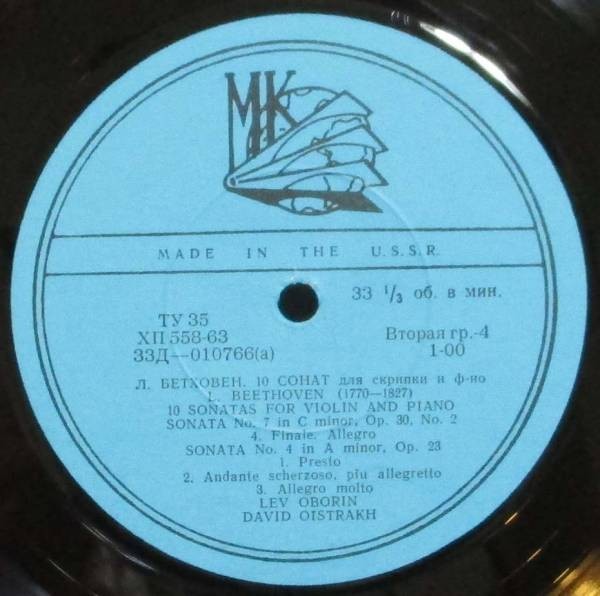 МК
MADE IN THE U.S.S.R.
33 1/3 об. в мин.
ТУ 35
ХП 558-63
Вторая гр.-4
33Д—010766(а)
1-00
Л. БЕТХОВЕН. 10 СОНАТ для скрипки и ф-но
L. BEETHOVEN (1770—1827)
10 SONATAS FOR VIOLIN AND PIANO
SONATA No. 7 in C minor, Op. 30, No. 2
4. Finale. Allegro
SONATA No. 4 in A minor, Op. 23
1. Presto
2. Andante scherzoso, piu allegretto
3. Allegro molto
LEV OBORIN
DAVID OISTRAKH